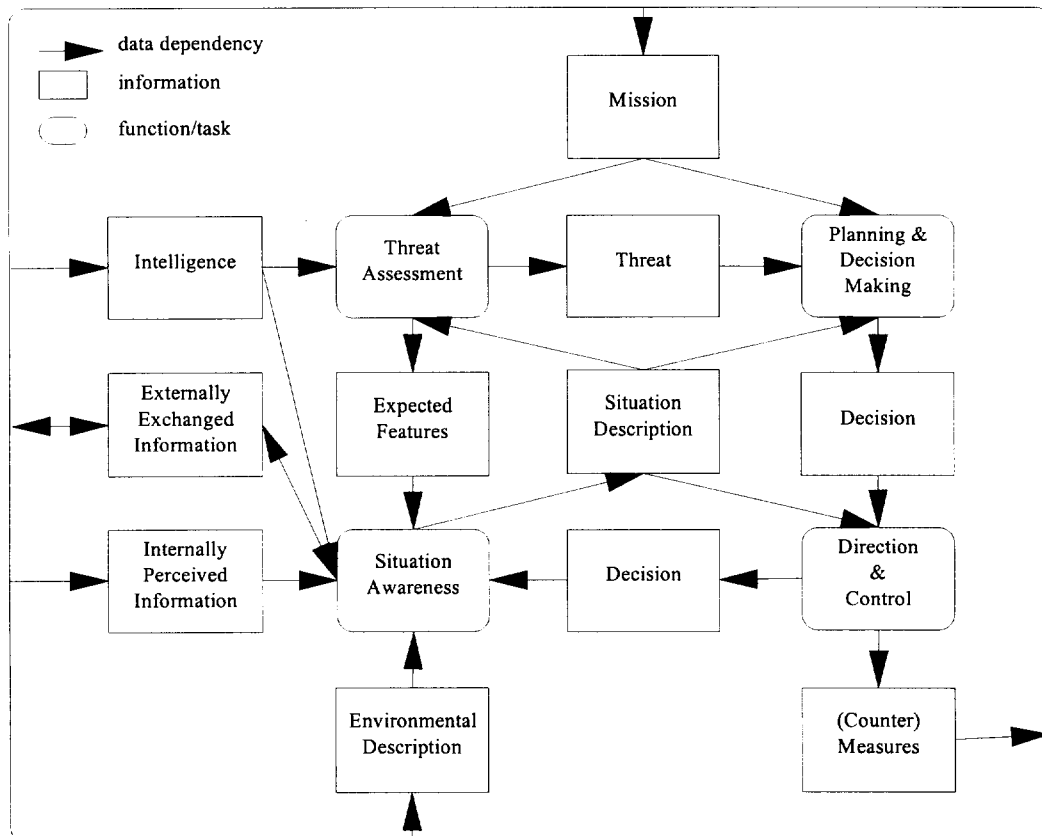 data dependency
information
function/task
Mission
Intelligence
Threat
Assessment
Threat
Planning &
Decision
Making
Externally
Exchanged
Information
Expected
Features
Situation
Description
Decision
Internally
Perceived
Information
Situation
Awareness
Decision
Direction
&
Control
Environmental
Description
(Counter)
Measures